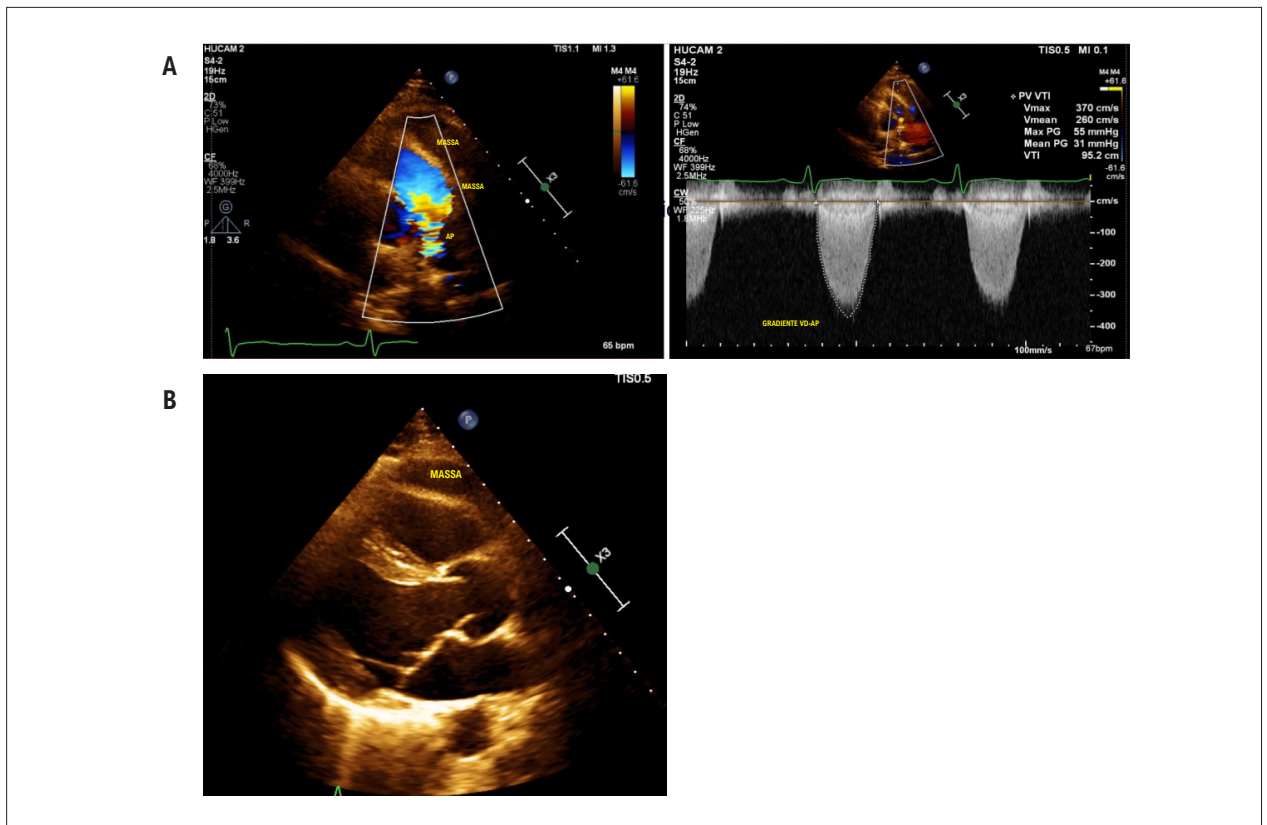 A
HUCAM 2
TIS1.1 MI 1.3
S4-2
19Hz
15cm
2D
73%
C 51
P Low
HGen
CF
68%
4000Hz
WF 399Hz
2.5MHz
M4 M4
+61.6
-61.6
cm/s
P
MASSA
MASSA
AP
X3
G
P R
1.8 3.6
65 bpm
HUCAM 2
TIS0.5 MI 0.1
S4-2
19Hz
15cm
2D
74%
C 51
P Low
HGen
CF
68%
4000Hz
WF 399Hz
2.5MHz
CW
50%
WF 225Hz
P
X3
M4 M4
+61.6
PV VTI
Vmax 370 cm/s
Vmean 260 cm/s
Max PG 55 mmHg
Mean PG 31 mmHg
VTI 95.2 cm
-61.6
cm/s
cm/s
-100
-200
-300
-400
GRADIENTE VD-AP
100mm/s
67bpm
B
TIS0.5
P
MASSA
X3